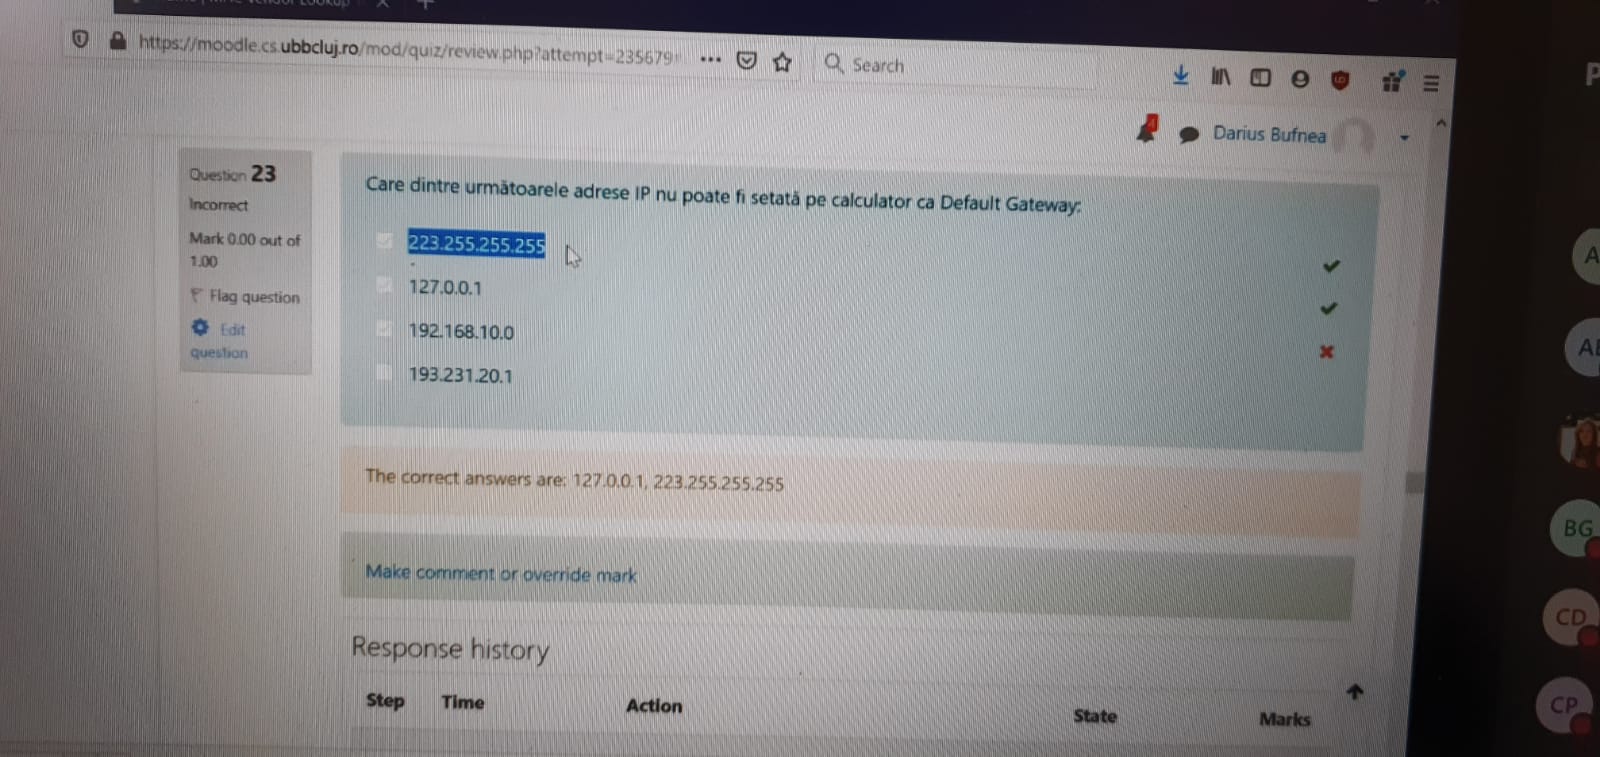 https://moodle.cs.ubbcluj.ro/mod/quiz/review.php?attempt=235679
Search
4
Darius Bufnea
Question 23
Incorrect
Mark 0.00 out of
1.00
Flag question
Edit
question
Care dintre următoarele adrese IP nu poate fi setată pe calculator ca Default Gateway:
223.255.255.255
127.0.0.1
192.168.10.0
193.231.20.1
The correct answers are: 127.0.0.1, 223.255.255.255
Make comment or override mark
Response history
Step Time Action State Marks
P
A
BG
CD
CP